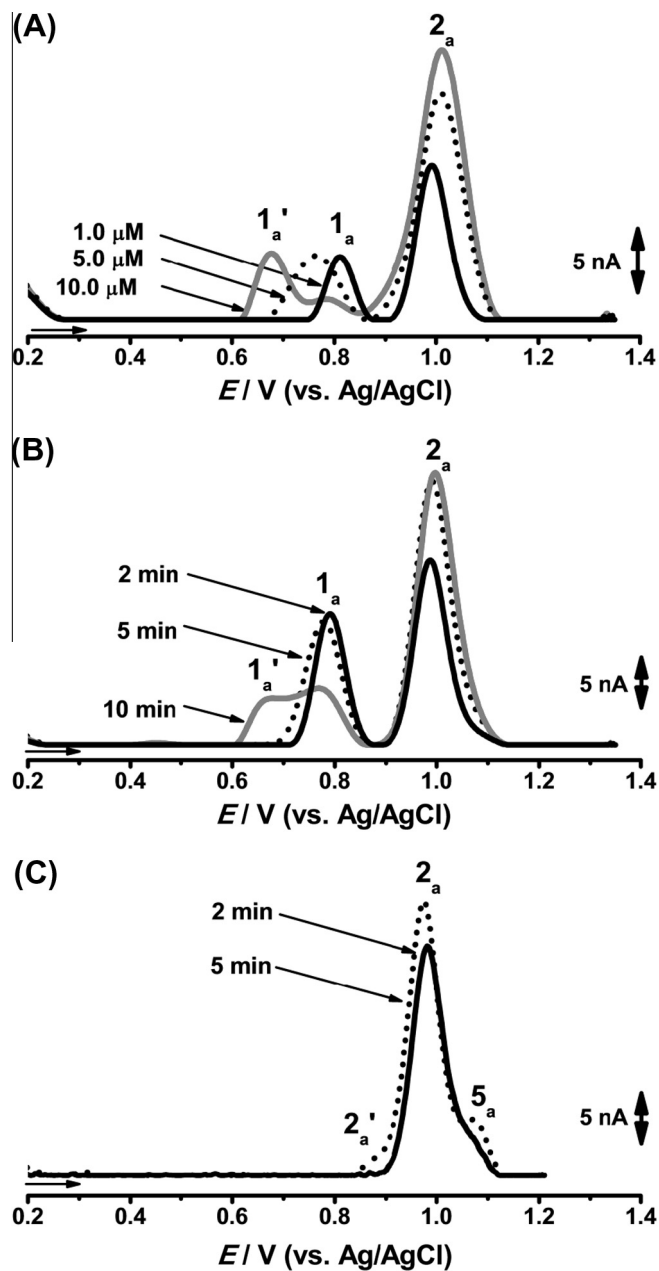 (A)
2a
1a'
1a
1.0 μM
5.0 μM
10.0 μM
5 nA
0.2 0.4 0.6 0.8 1.0 1.2 1.4
E / V (vs. Ag/AgCl)
(B)
2a
2 min
1a
5 min
1a'
10 min
5 nA
0.2 0.4 0.6 0.8 1.0 1.2 1.4
E / V (vs. Ag/AgCl)
(C)
2a
2 min
5 min
5a
2a'
5 nA
0.2 0.4 0.6 0.8 1.0 1.2 1.4
E / V (vs. Ag/AgCl)